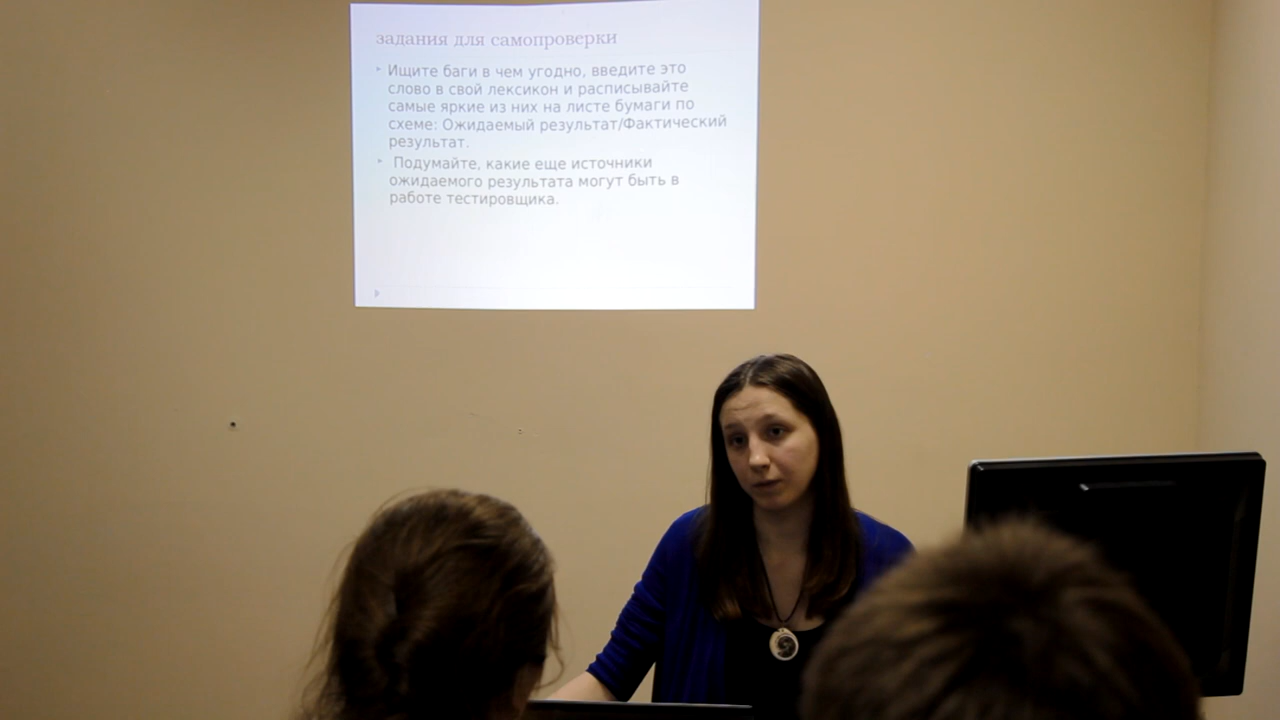 задания для самопроверки
Ищите баги в чем угодно, введите это
слово в свой лексикон и расписывайте
самые яркие из них на листе бумаги по
схеме: Ожидаемый результат/Фактический
результат.
Подумайте, какие еще источники
ожидаемого результата могут быть в
работе тестировщика.